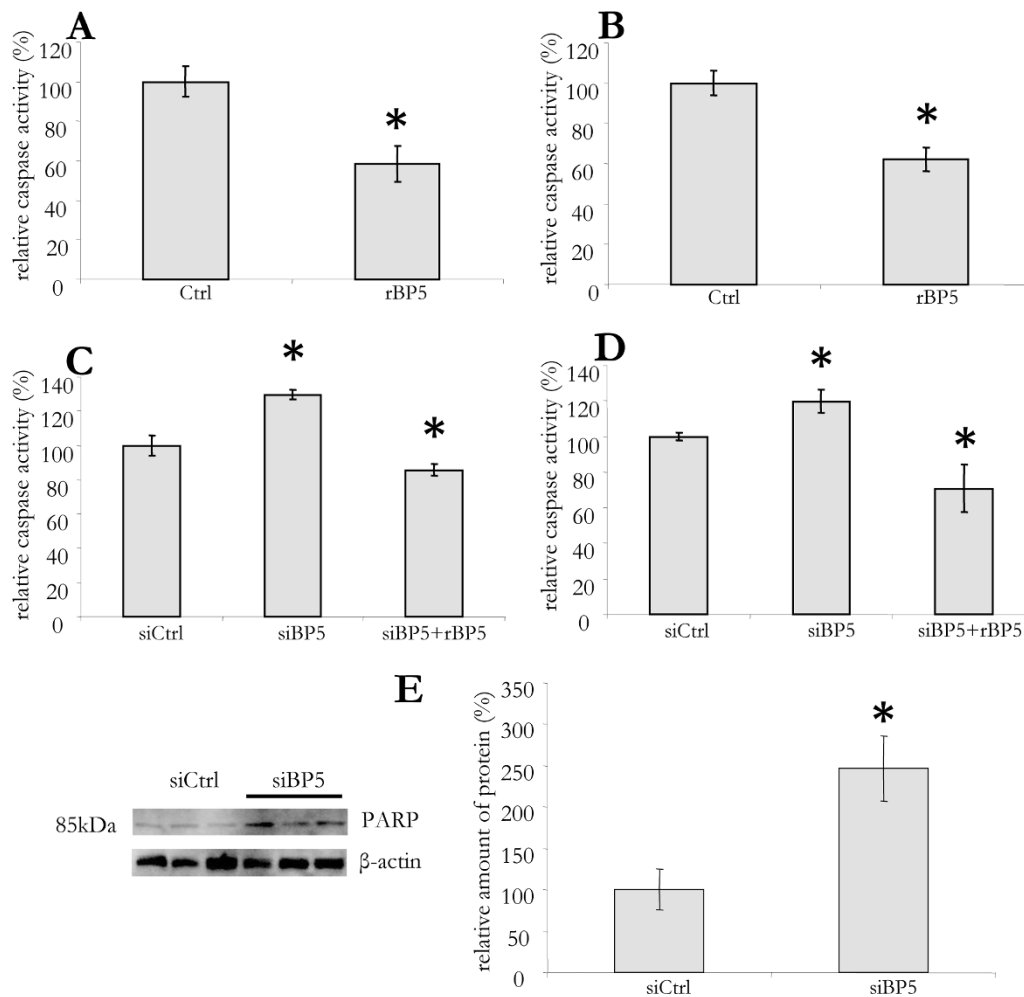 A
relative caspase activity (%)
120
100
80
60
40
20
0
*
Ctrl
rBP5
B
relative caspase activity (%)
120
100
80
60
40
20
0
*
Ctrl
rBP5
C
relative caspase activity (%)
140
120
100
80
60
40
20
0
*
*
siCtrl
siBP5
siBP5+rBP5
D
relative caspase activity (%)
140
120
100
80
60
40
20
0
*
*
siCtrl
siBP5
siBP5+rBP5
E
siCtrl siBP5
85kDa PARP
β-actin
relative amount of protein (%)
350
300
250
200
150
100
50
0
*
siCtrl
siBP5